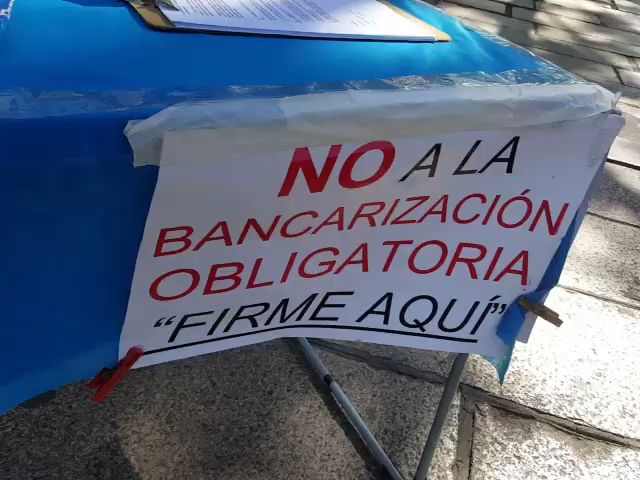 NO A LA
BANCARIZACIÓN
OBLIGATORIA
“FIRME AQUÍ”